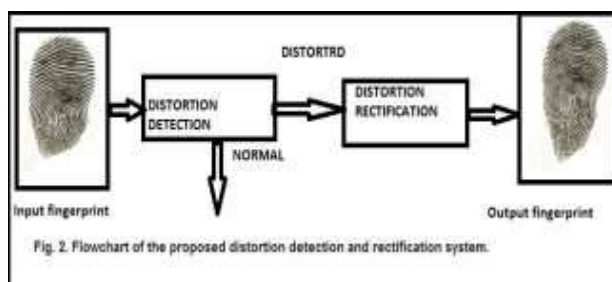 DISTORTRD
DISTORTION
DETECTION
DISTORTION
RECTIFICATION
NORMAL
Input fingerprint
Output fingerprint
Fig. 2. Flowchart of the proposed distortion detection and rectification system.